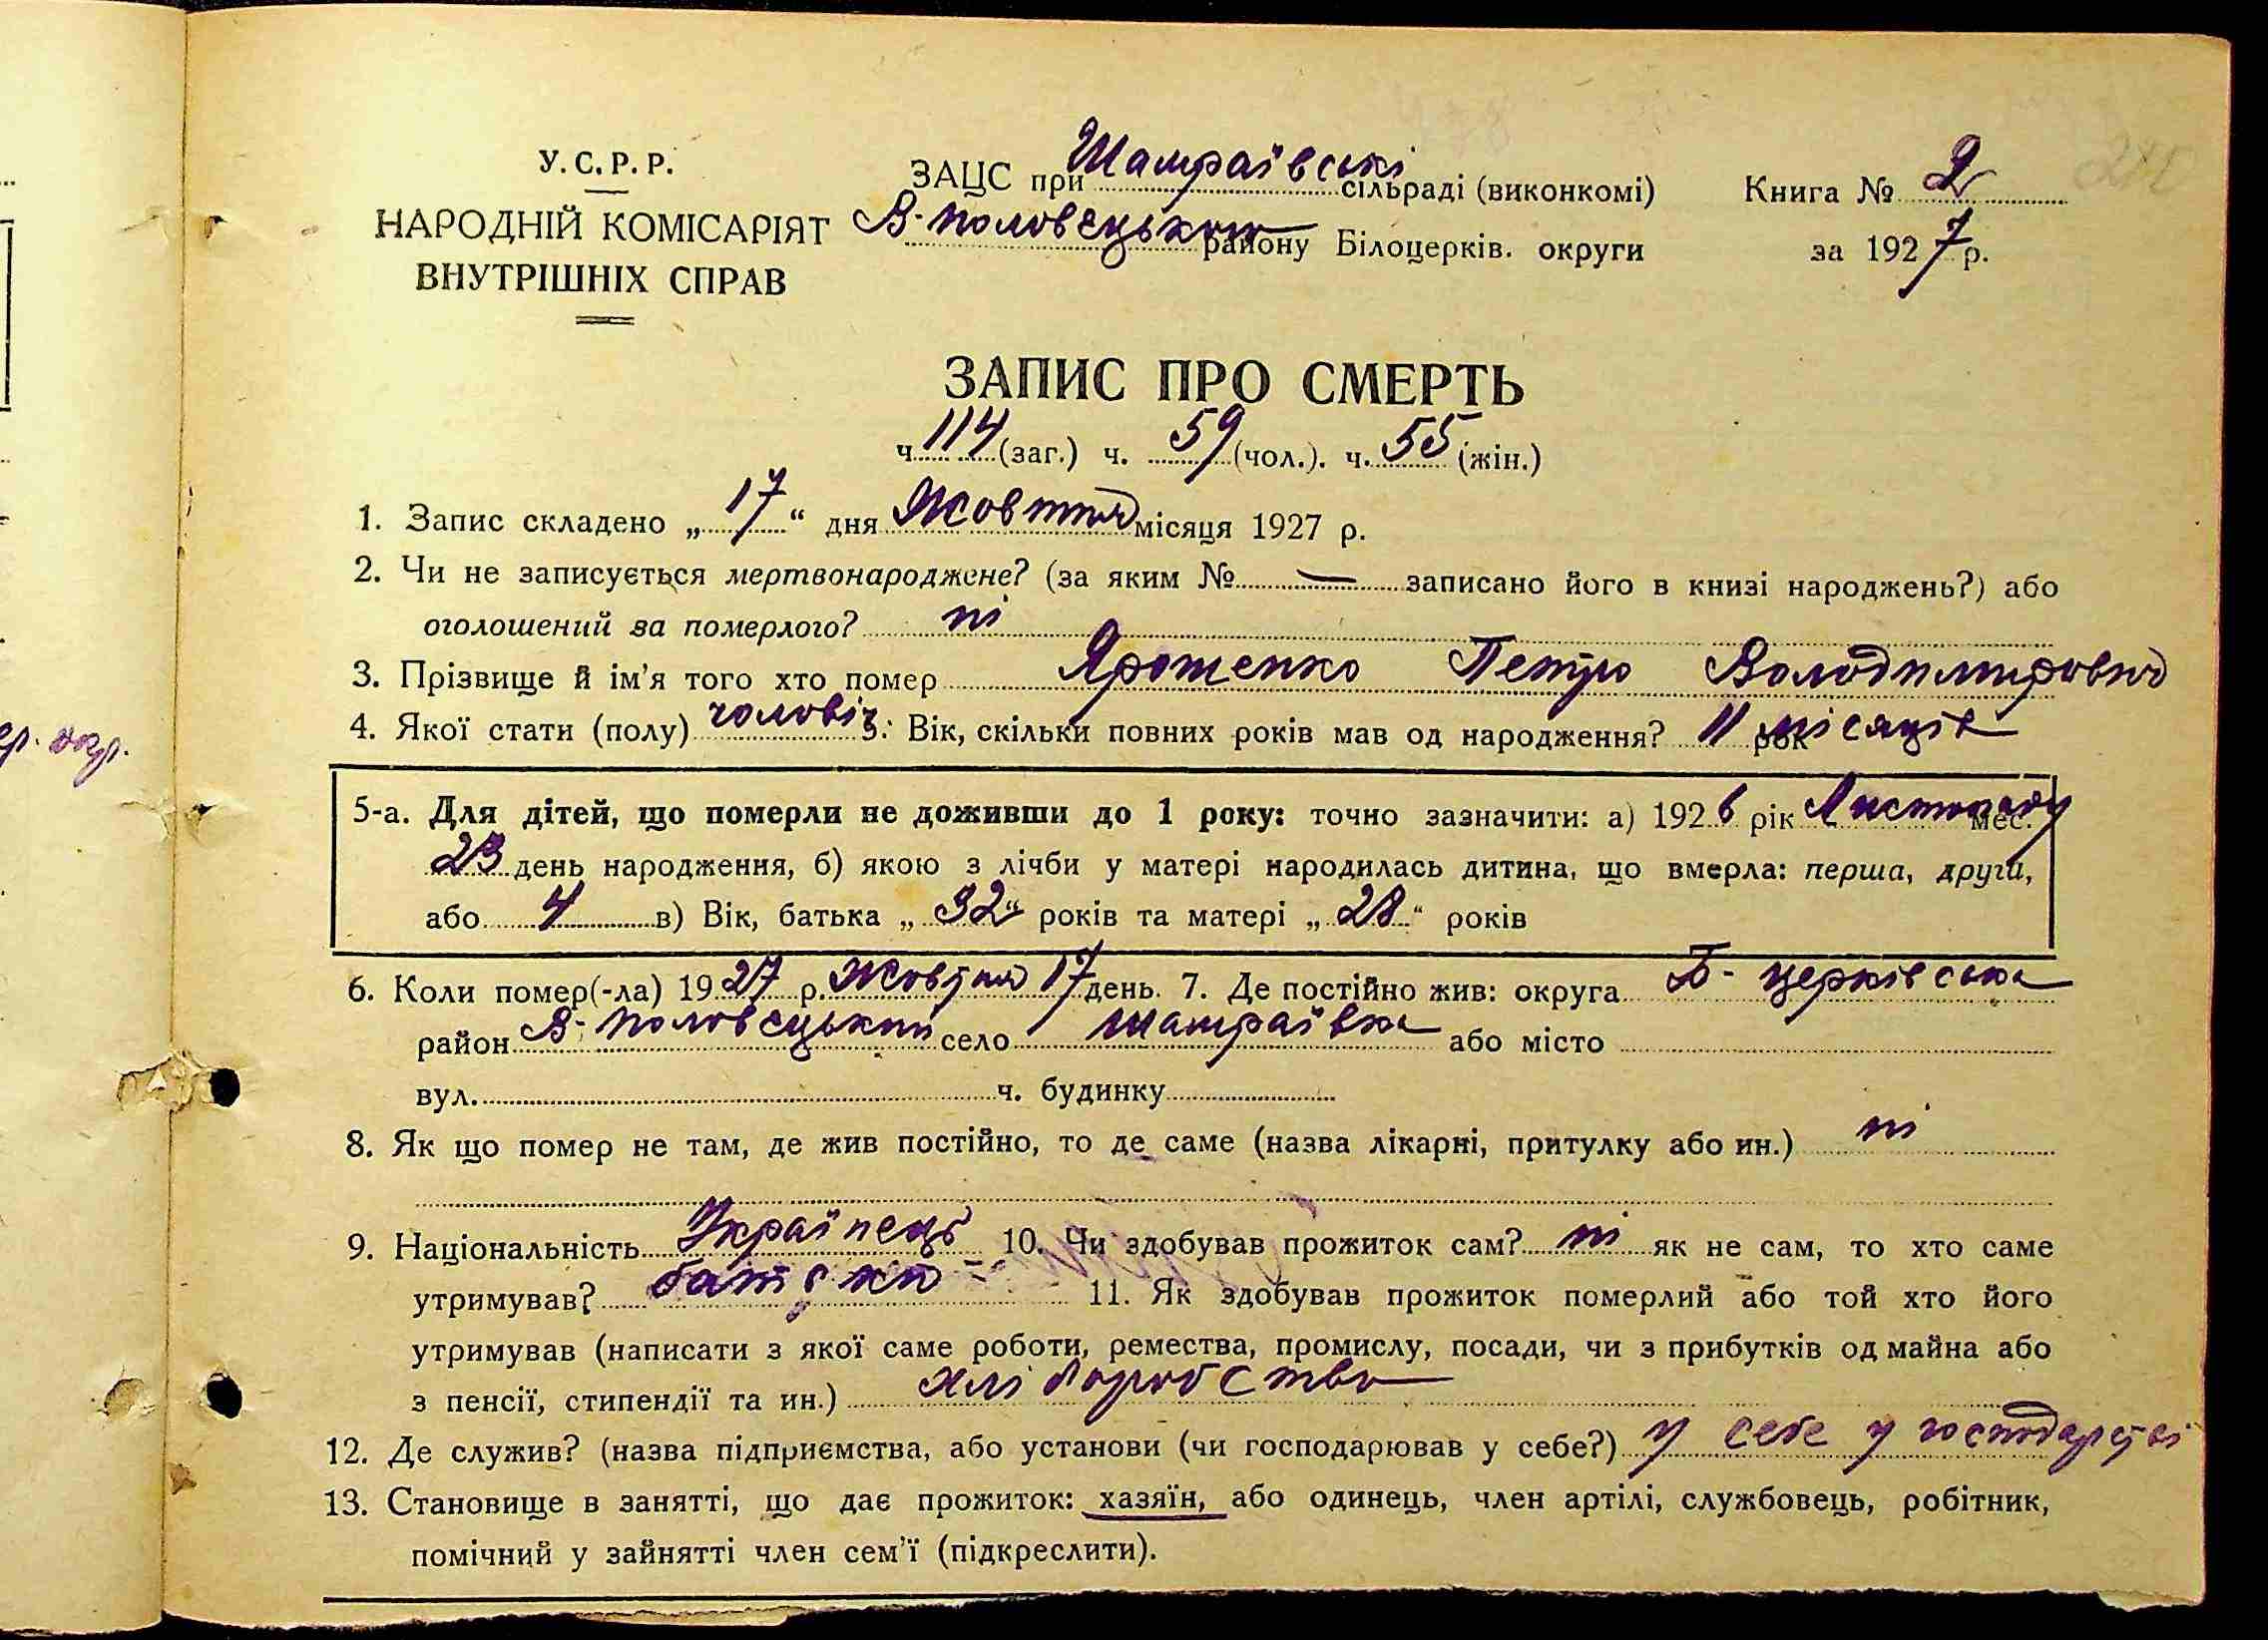 У.С.Р.Р.
НАРОДНІЙ КОМІСАРІЯТ
ВНУТРІШНІХ СПРАВ
ЗАЦС при Шамраївські сільраді (виконкомі)
В-Половецького району Білоцерків. округи
Книга № 2
за 1927 р.
ЗАПИС ПРО СМЕРТЬ
ч. 114 (заг.) ч. 59 (чол.). ч. 55 (жін.)
1. Запис складено „17“ дня Жовтня місяця 1927 р.
2. Чи не записується мертвонароджене? (за яким № — записано його в книзі народжень?) або
оголошений за померлого? ні
3. Прізвище й ім'я того хто помер Ярошенко Петро Володимирович
4. Якої стати (полу) чоловіч. 5. Вік, скільки повних років мав од народження? 11 місяців рок
5-а. Для дітей, що померли не доживши до 1 року: точно зазначити: а) 1926 рік Листопаду мес.
23 день народження, б) якою з лічби у матері народилась дитина, що вмерла: перша, друга,
або 4 в) Вік, батька „32“ років та матері „28“ років
6. Коли помер(-ла) 1927 р. Жовтня 17 день. 7. Де постійно жив: округа Б-церківська
район В-Половецький село Шамраївка або місто
вул. ч. будинку
8. Як що помер не там, де жив постійно, то де саме (назва лікарні, притулку або ин.) ні
9. Національність Українець 10. Чи здобував прожиток сам? ні як не сам, то хто саме
утримував? батько 11. Як здобував прожиток померлий або той хто його
утримував (написати з якої саме роботи, ремества, промислу, посади, чи з прибутків од майна або
з пенсії, стипендії та ин.) хліборобство
12. Де служив? (назва підприємства, або установи (чи господарював у себе?) у себе у господарстві
13. Становище в занятті, що дає прожиток: хазяїн, або одинець, член артілі, службовець, робітник,
помічний у зайнятті член сем'ї (підкреслити).